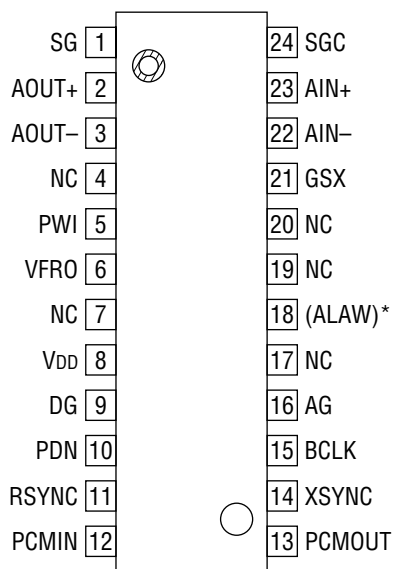 SG 1 24 SGC
AOUT+ 2 23 AIN+
AOUT– 3 22 AIN–
NC 4 21 GSX
PWI 5 20 NC
VFRO 6 19 NC
NC 7 18 (ALAW)*
VDD 8 17 NC
DG 9 16 AG
PDN 10 15 BCLK
RSYNC 11 14 XSYNC
PCMIN 12 13 PCMOUT